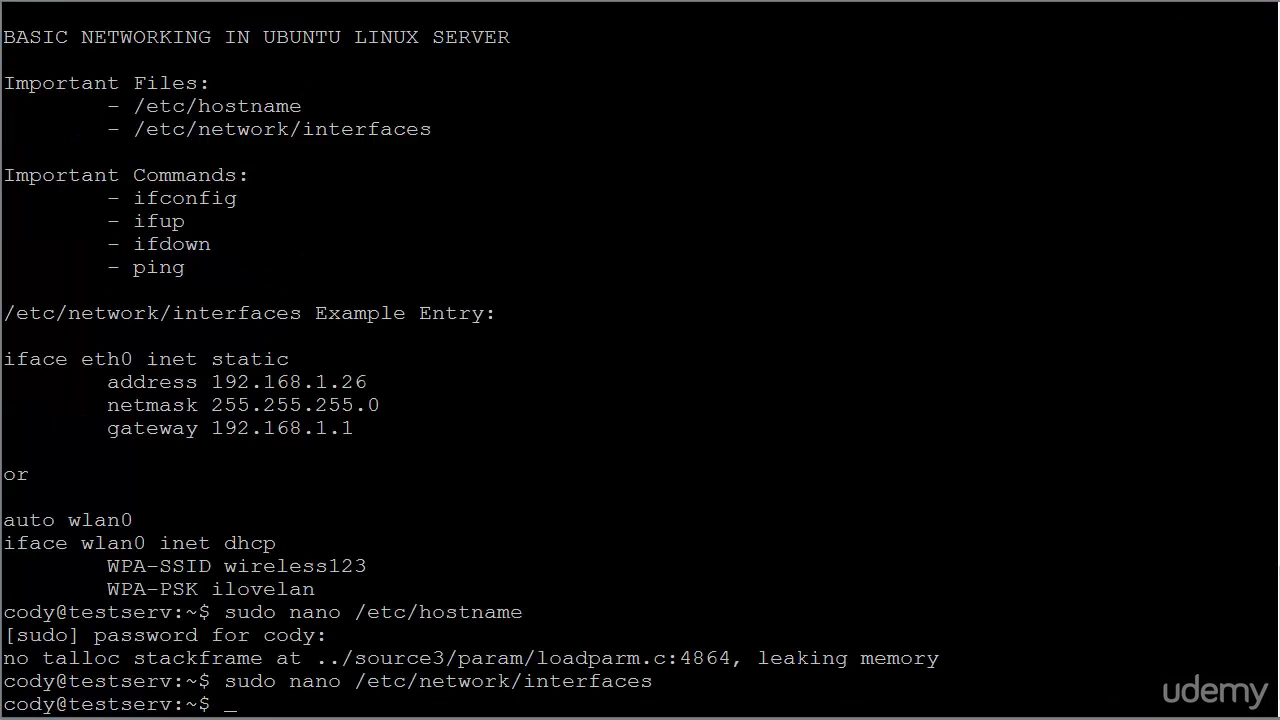 BASIC NETWORKING IN UBUNTU LINUX SERVER
Important Files:
- /etc/hostname
- /etc/network/interfaces
Important Commands:
- ifconfig
- ifup
- ifdown
- ping
/etc/network/interfaces Example Entry:
iface eth0 inet static
address 192.168.1.26
netmask 255.255.255.0
gateway 192.168.1.1
or
auto wlan0
iface wlan0 inet dhcp
WPA-SSID wireless123
WPA-PSK ilovelan
cody@testserv:~$ sudo nano /etc/hostname
[sudo] password for cody:
no talloc stackframe at ../source3/param/loadparm.c:4864, leaking memory
cody@testserv:~$ sudo nano /etc/network/interfaces
cody@testserv:~$ _
udemy